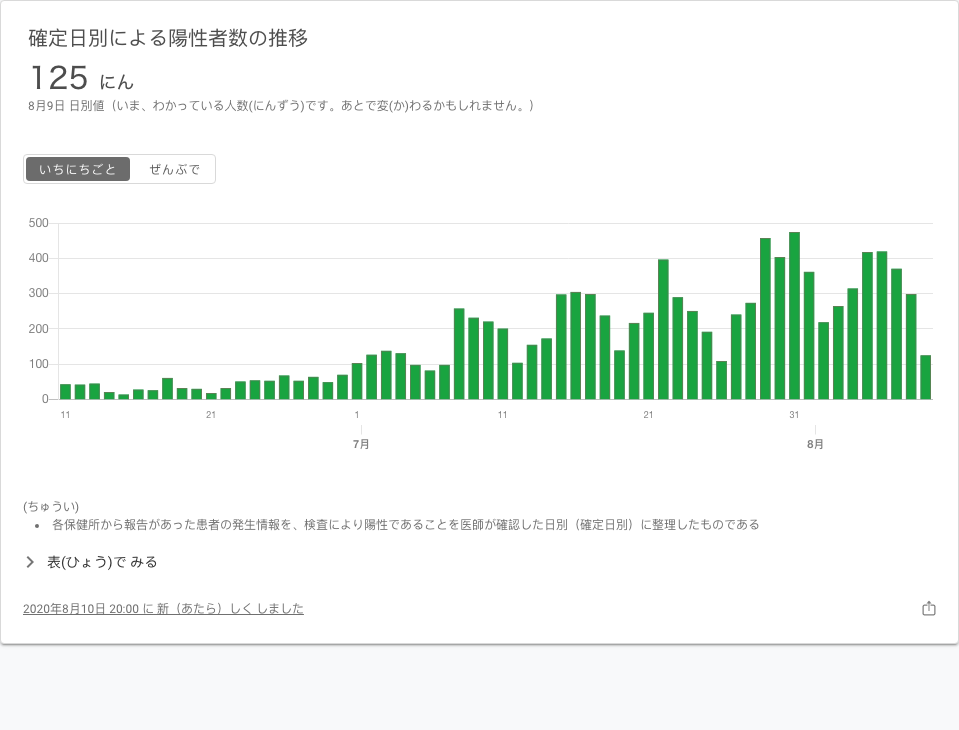 確定日別による陽性者数の推移
125 にん
8月9日 日別値（いま、わかっている人数(にんずう)です。あとで変(か)わるかもしれません。）
いちにちごと ぜんぶで
500
400
300
200
100
0
11 21 1 11 21 31
7月 8月
(ちゅうい)
• 各保健所から報告があった患者の発生情報を、検査により陽性であることを医師が確認した日別（確定日別）に整理したものである
表(ひょう)で みる
2020年8月10日 20:00 に 新（あたら）しく しました